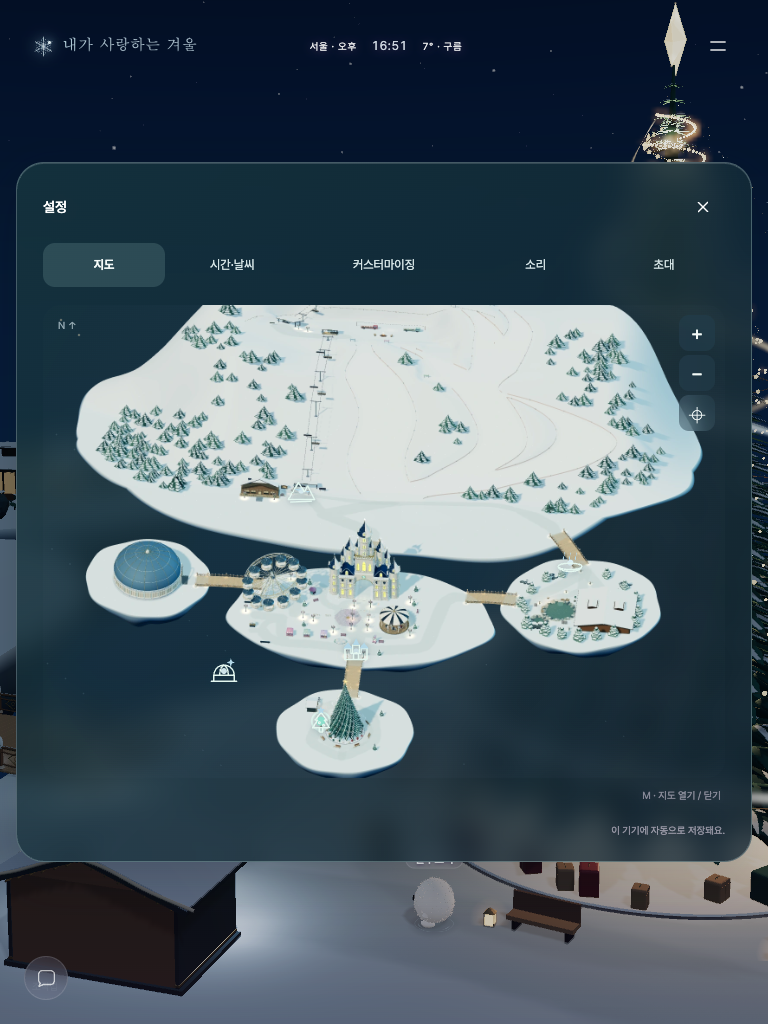 내가 사랑하는 겨울
서울 · 오후 16:51 7° · 구름
설정
지도 시간·날씨 커스터마이징 소리 초대
N ↑
+
−
M · 지도 열기 / 닫기
이 기기에 자동으로 저장돼요.